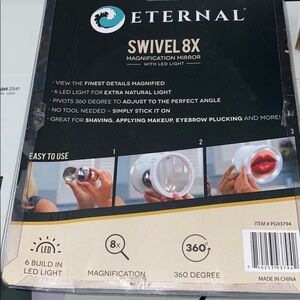 ETERNAL
SWIVEL 8X
MAGNIFICATION MIRROR
WITH LED LIGHT
· VIEW THE FINEST DETAILS MAGNIFIED
· 6 LED LIGHT FOR EXTRA NATURAL LIGHT
· PIVOTS 360 DEGREE TO ADJUST TO THE PERFECT ANGLE
· NO TOOL NEEDED – SIMPLY STICK IT ON
· GREAT FOR SHAVING, APPLYING MAKEUP, EYEBROW PLUCKING AND MORE!
EASY TO USE
1
2
3
ITEM # PG93794
LED
8x
360°
6 BUILD IN
LED LIGHT
MAGNIFICATION
360 DEGREE
MADE IN CHINA